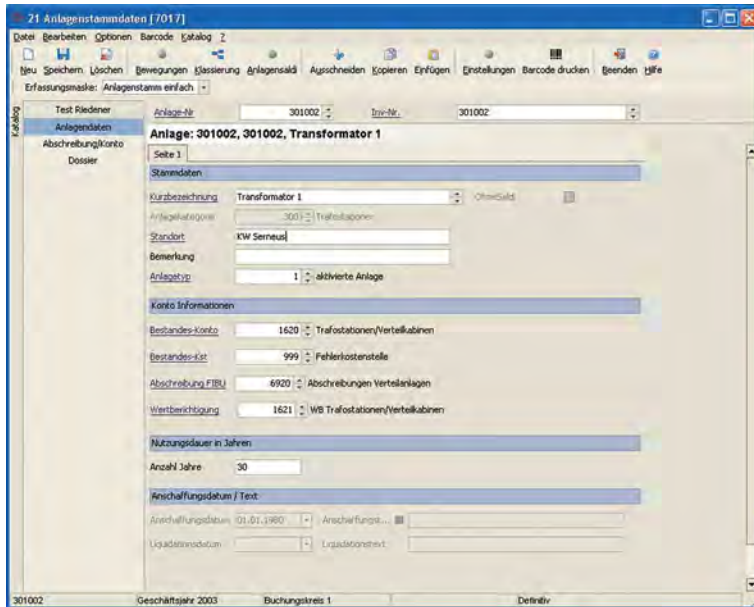 21 Anlagenstammdaten [7017]
Datei Bearbeiten Optionen Barcode Katalog ?
Neu Speichern Löschen Bewegungen Klassierung Anlagensaldi Ausschneiden Kopieren Einfügen Einstellungen Barcode drucken Beenden Hilfe
Erfassungsmaske: Anlagenstamm einfach
Katalog
Test Riedener
Anlagendaten
Abschreibung/Konto
Dossier
Anlage-Nr 301002 Inv-Nr. 301002
Anlage: 301002, 301002, Transformator 1
Seite 1
Stammdaten
Kurzbezeichnung Transformator 1 OhneSaldi
Anlagekategorie 300 Trafostationen
Standort KW Serneus
Bemerkung
Anlagetyp 1 aktivierte Anlage
Konto Informationen
Bestandes-Konto 1620 Trafostationen/Verteilkabinen
Bestandes-Kst 999 Fehlerkostenstelle
Abschreibung FIBU 6920 Abschreibungen Verteilanlagen
Wertberichtigung 1621 WB Trafostationen/Verteilkabinen
Nutzungsdauer in Jahren
Anzahl Jahre 30
Anschaffungsdatum / Text
Anschaffungsdatum 01.01.1980 Anschaffungst...
Liquidationsdatum Liquidationstext
301002 Geschäftsjahr 2003 Buchungskreis 1 Definitiv